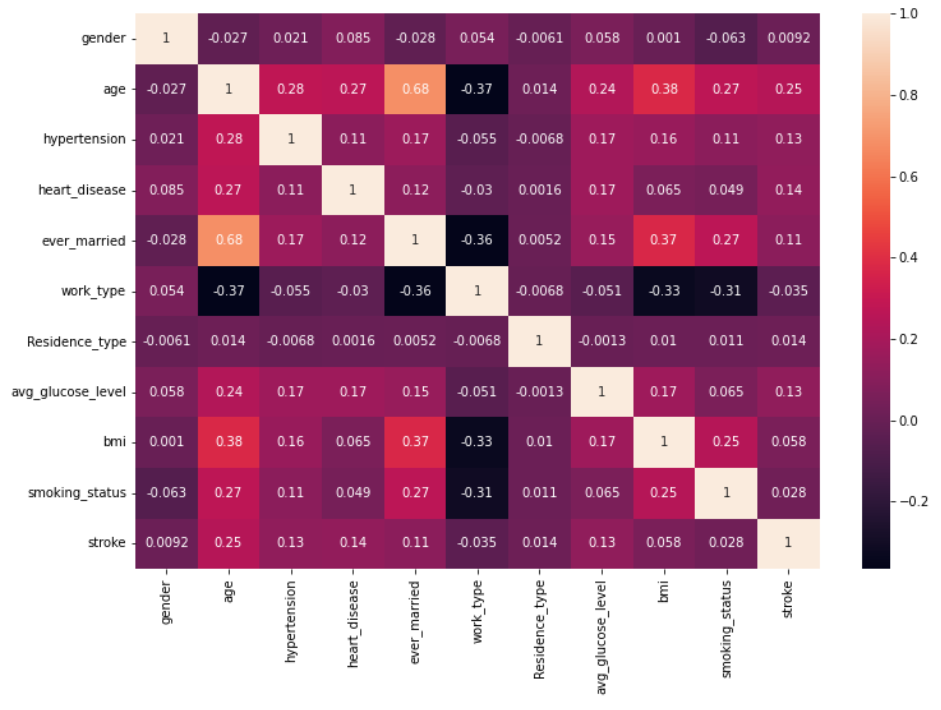 gender 1 -0.027 0.021 0.085 -0.028 0.054 -0.0061 0.058 0.001 -0.063 0.0092
age -0.027 1 0.28 0.27 0.68 -0.37 0.014 0.24 0.38 0.27 0.25
hypertension 0.021 0.28 1 0.11 0.17 -0.055 -0.0068 0.17 0.16 0.11 0.13
heart_disease 0.085 0.27 0.11 1 0.12 -0.03 0.0016 0.17 0.065 0.049 0.14
ever_married -0.028 0.68 0.17 0.12 1 -0.36 0.0052 0.15 0.37 0.27 0.11
work_type 0.054 -0.37 -0.055 -0.03 -0.36 1 -0.0068 -0.051 -0.33 -0.31 -0.035
Residence_type -0.0061 0.014 -0.0068 0.0016 0.0052 -0.0068 1 -0.0013 0.01 0.011 0.014
avg_glucose_level 0.058 0.24 0.17 0.17 0.15 -0.051 -0.0013 1 0.17 0.065 0.13
bmi 0.001 0.38 0.16 0.065 0.37 -0.33 0.01 0.17 1 0.25 0.058
smoking_status -0.063 0.27 0.11 0.049 0.27 -0.31 0.011 0.065 0.25 1 0.028
stroke 0.0092 0.25 0.13 0.14 0.11 -0.035 0.014 0.13 0.058 0.028 1
gender
age
hypertension
heart_disease
ever_married
work_type
Residence_type
avg_glucose_level
bmi
smoking_status
stroke
1.0
0.8
0.6
0.4
0.2
0.0
−0.2